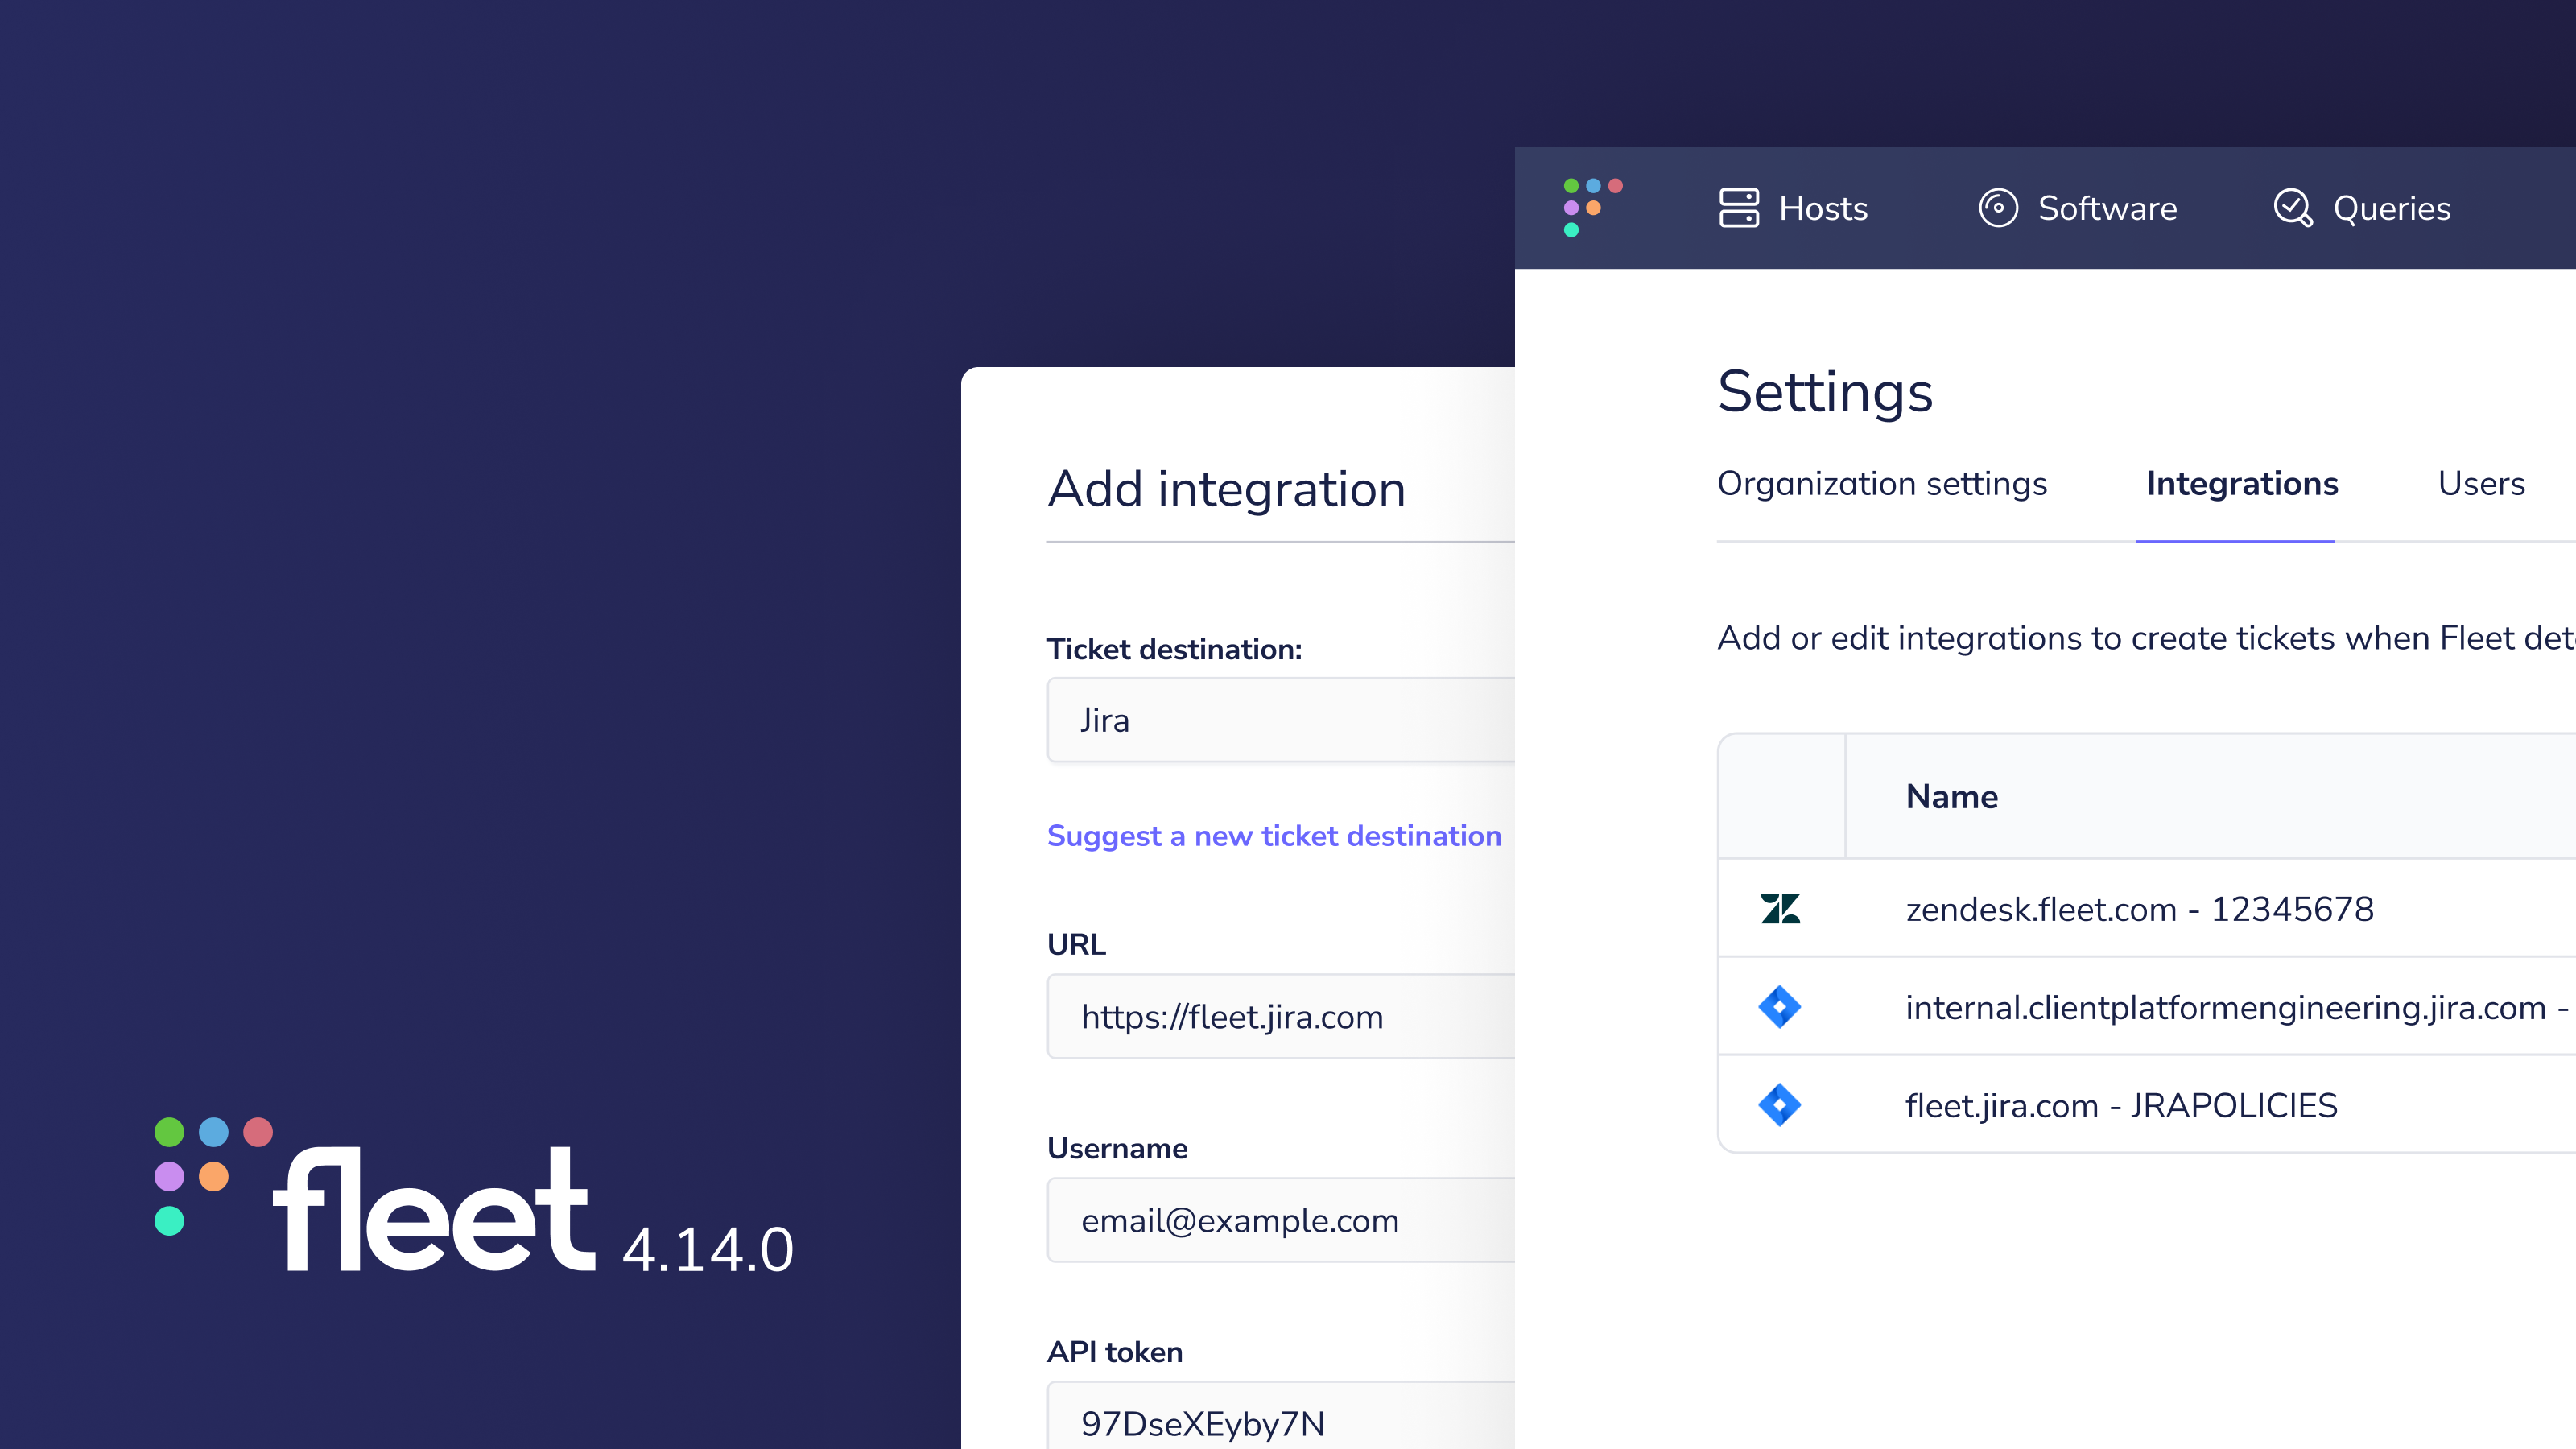 fleet 4.14.0
Add integration
Ticket destination:
Jira
Suggest a new ticket destination
URL
https://fleet.jira.com
Username
email@example.com
API token
97DseXEyby7N
Hosts Software Queries
Settings
Organization settings Integrations Users
Add or edit integrations to create tickets when Fleet det
Name
zendesk.fleet.com - 12345678
internal.clientplatformengineering.jira.com -
fleet.jira.com - JRAPOLICIES